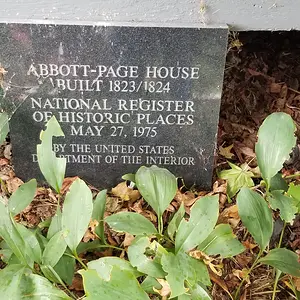 ABBOTT-PAGE HOUSE
BUILT 1823/1824
NATIONAL REGISTER
OF HISTORIC PLACES
MAY 27, 1975
BY THE UNITED STATES
DEPARTMENT OF THE INTERIOR